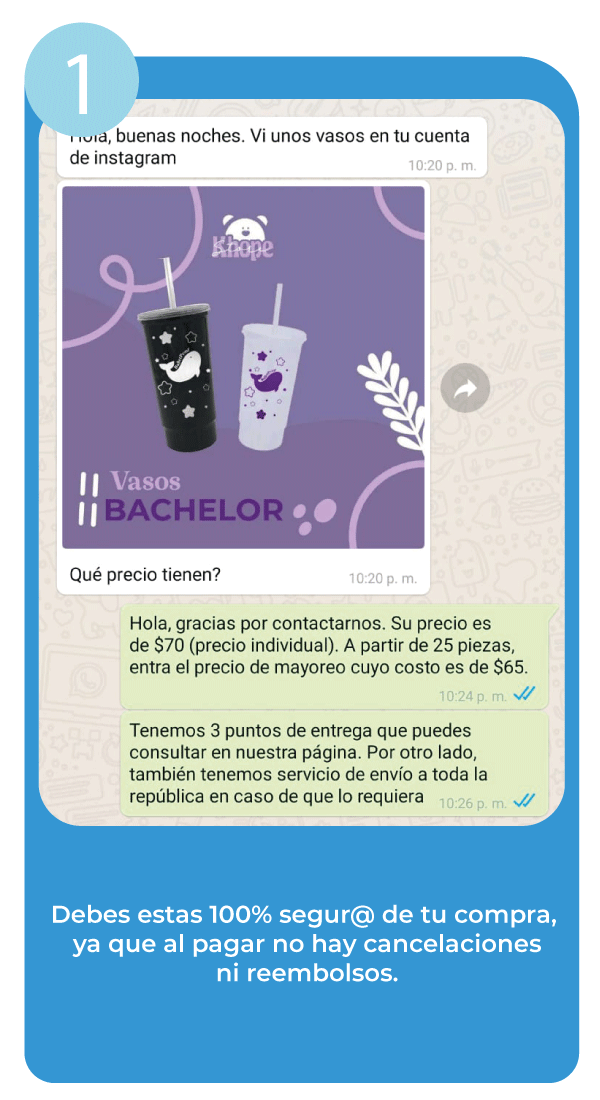 1
Hola, buenas noches. Vi unos vasos en tu cuenta
de instagram
10:20 p. m.
Khope
Vasos
BACHELOR
Qué precio tienen?
10:20 p. m.
Hola, gracias por contactarnos. Su precio es
de $70 (precio individual). A partir de 25 piezas,
entra el precio de mayoreo cuyo costo es de $65.
10:24 p. m.
Tenemos 3 puntos de entrega que puedes
consultar en nuestra página. Por otro lado,
también tenemos servicio de envío a toda la
república en caso de que lo requiera
10:26 p. m.
Debes estas 100% segur@ de tu compra,
ya que al pagar no hay cancelaciones
ni reembolsos.